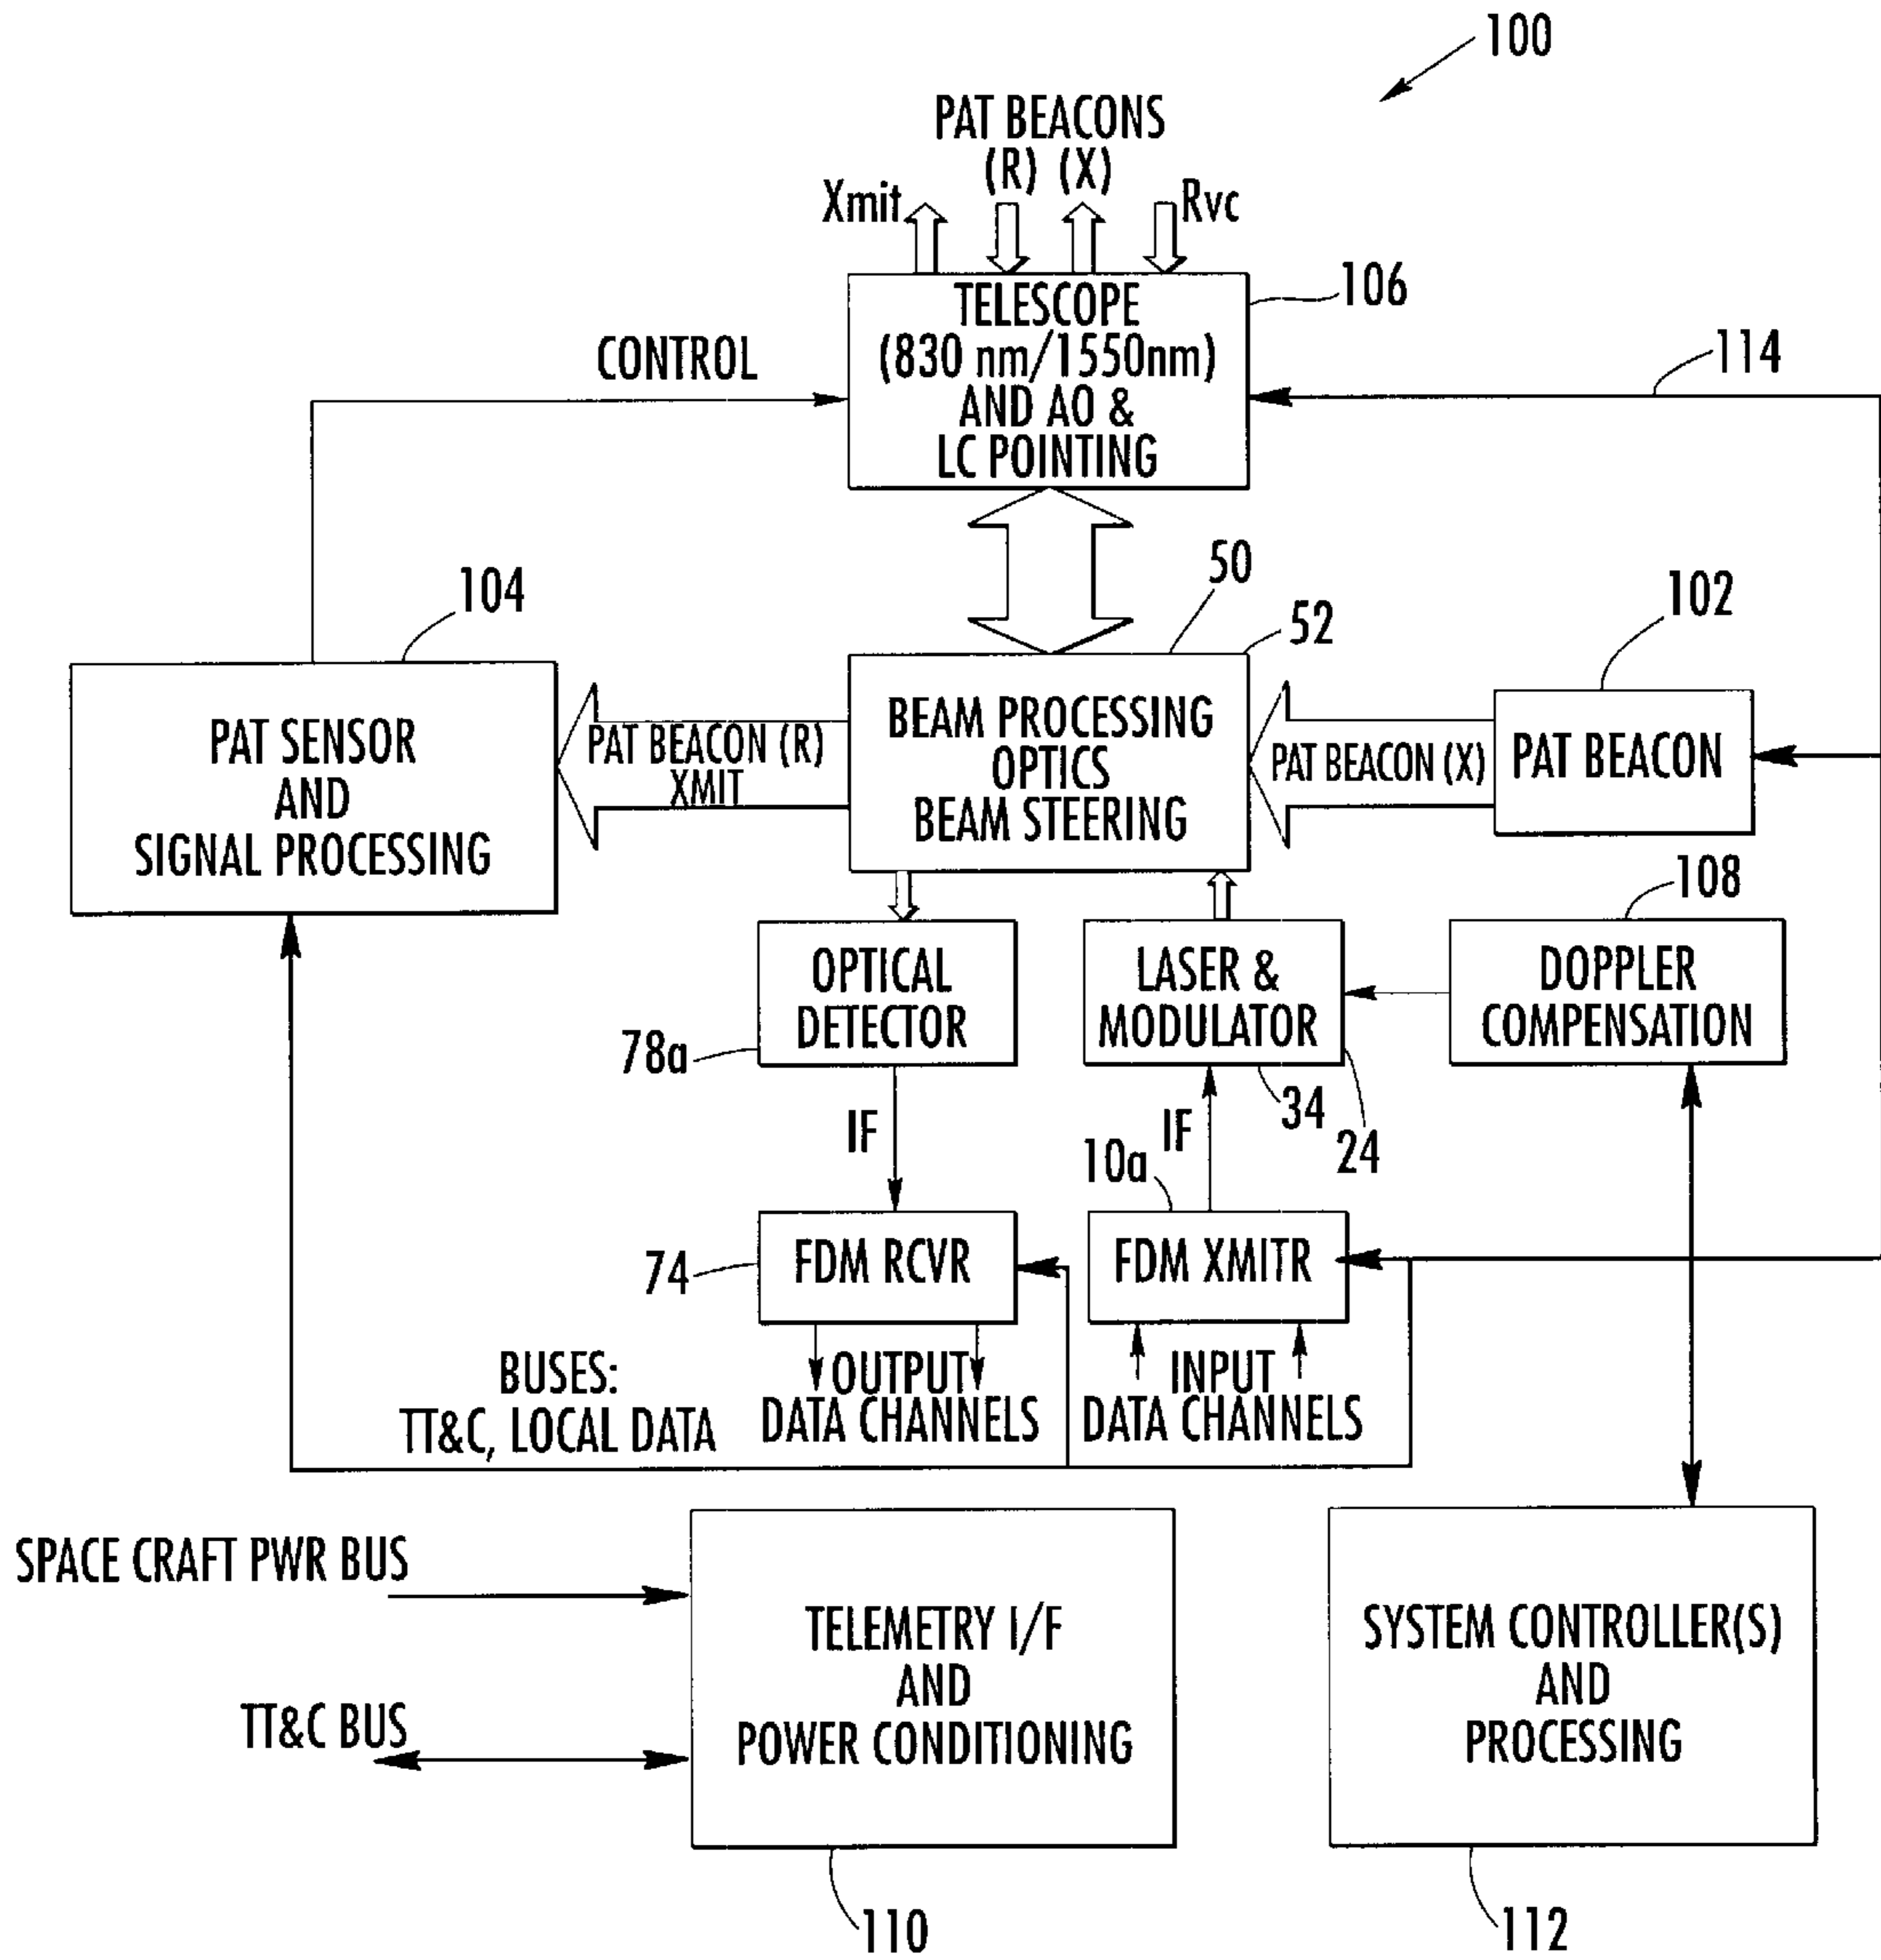 100
PAT BEACONS
(R) (X)
Xmit
Rvc
TELESCOPE
(830 nm/1550nm)
AND AO &
LC POINTING
106
CONTROL
114
104
50
52
102
PAT SENSOR
AND
SIGNAL PROCESSING
PAT BEACON (R)
XMIT
BEAM PROCESSING
OPTICS
BEAM STEERING
PAT BEACON (X)
PAT BEACON
108
OPTICAL
DETECTOR
78a
LASER &
MODULATOR
DOPPLER
COMPENSATION
34
24
IF
IF
10a
74
FDM RCVR
FDM XMITR
BUSES:
TT&C, LOCAL DATA
OUTPUT
DATA CHANNELS
INPUT
DATA CHANNELS
SPACE CRAFT PWR BUS
TT&C BUS
TELEMETRY I/F
AND
POWER CONDITIONING
SYSTEM CONTROLLER(S)
AND
PROCESSING
110
112